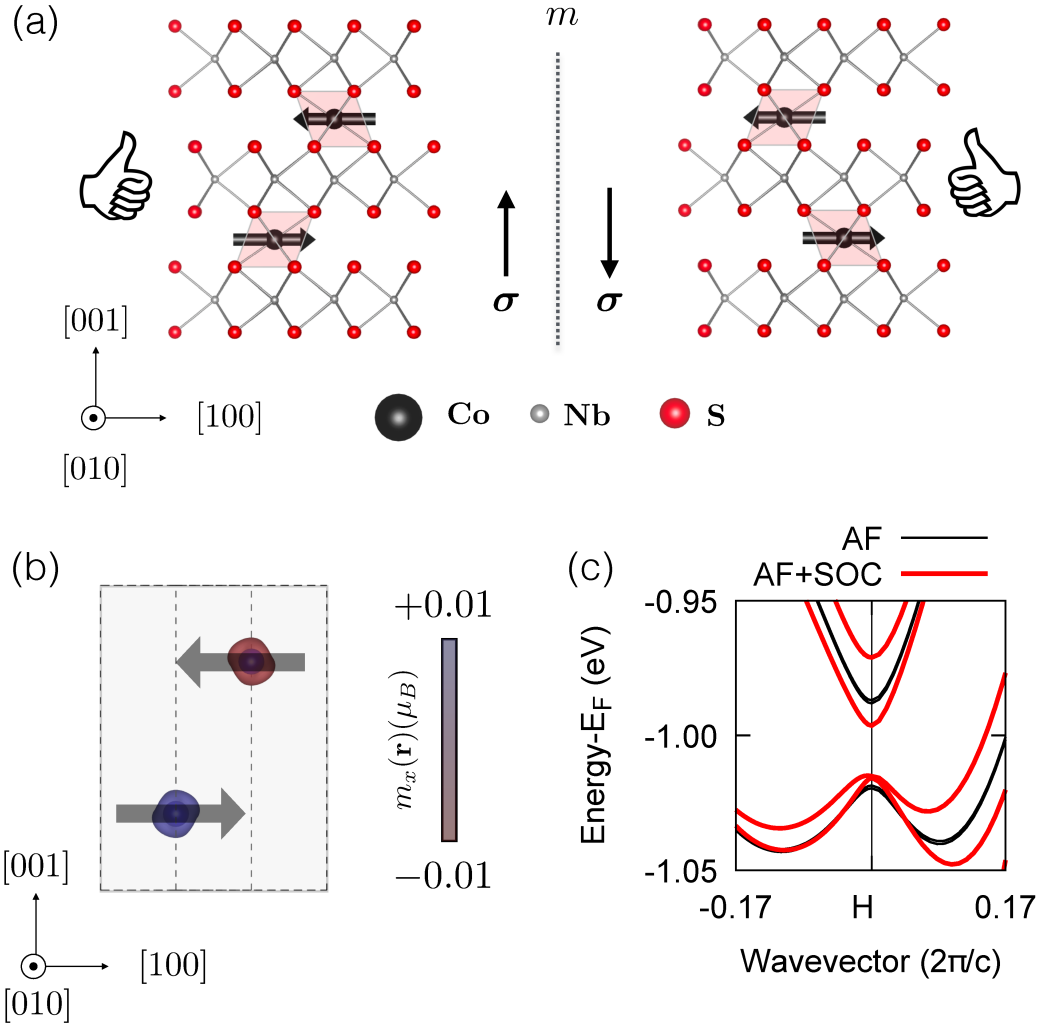 (a)
m
σ
σ
[001]
[100]
[010]
Co
Nb
S
(b)
+0.01
m_x(r)(μ_B)
−0.01
[001]
[100]
[010]
(c)
AF
AF+SOC
Energy-E_F (eV)
-0.95
-1.00
-1.05
-0.17
H
0.17
Wavevector (2π/c)